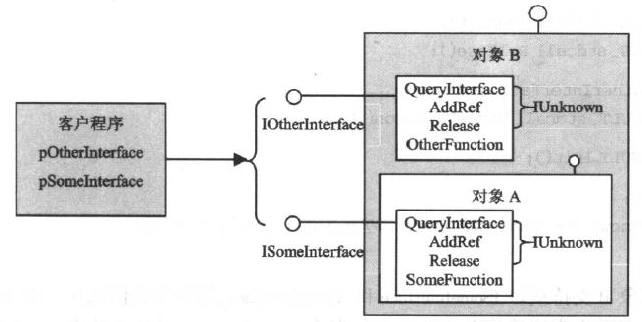 对象 B
QueryInterface
AddRef
Release
OtherFunction
IUnknown
IOtherInterface
客户程序
pOtherInterface
pSomeInterface
对象 A
QueryInterface
AddRef
Release
SomeFunction
IUnknown
ISomeInterface